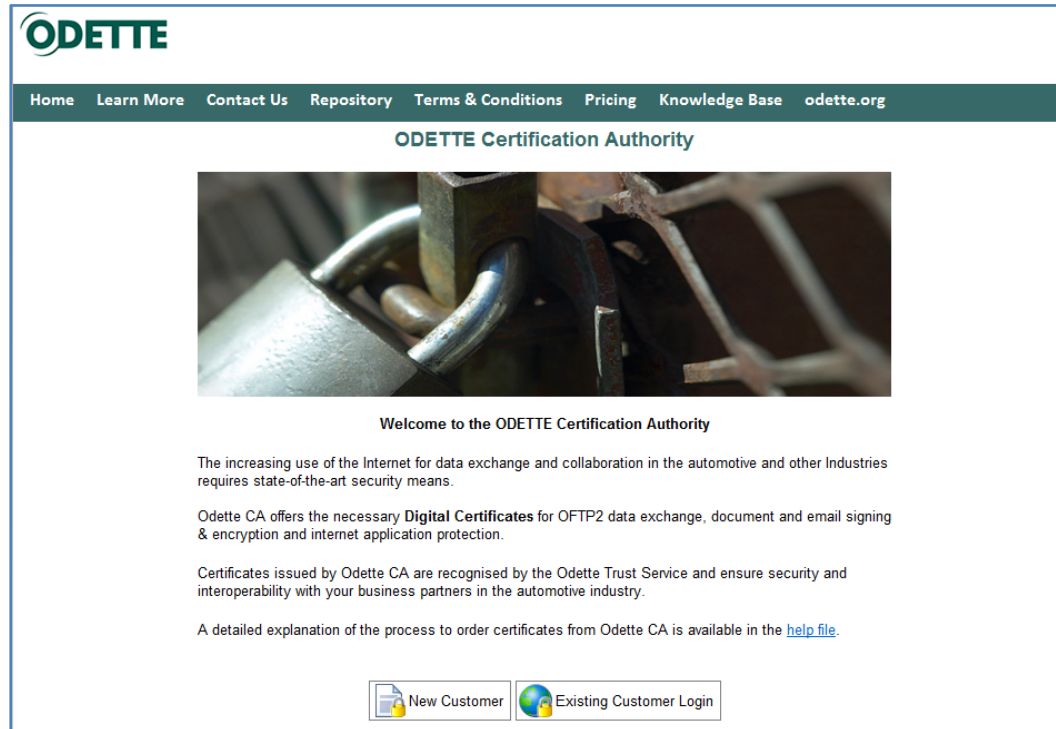 ODETTE
Home Learn More Contact Us Repository Terms & Conditions Pricing Knowledge Base odette.org
ODETTE Certification Authority
Welcome to the ODETTE Certification Authority
The increasing use of the Internet for data exchange and collaboration in the automotive and other Industries
requires state-of-the-art security means.
Odette CA offers the necessary Digital Certificates for OFTP2 data exchange, document and email signing
& encryption and internet application protection.
Certificates issued by Odette CA are recognised by the Odette Trust Service and ensure security and
interoperability with your business partners in the automotive industry.
A detailed explanation of the process to order certificates from Odette CA is available in the help file.
New Customer Existing Customer Login